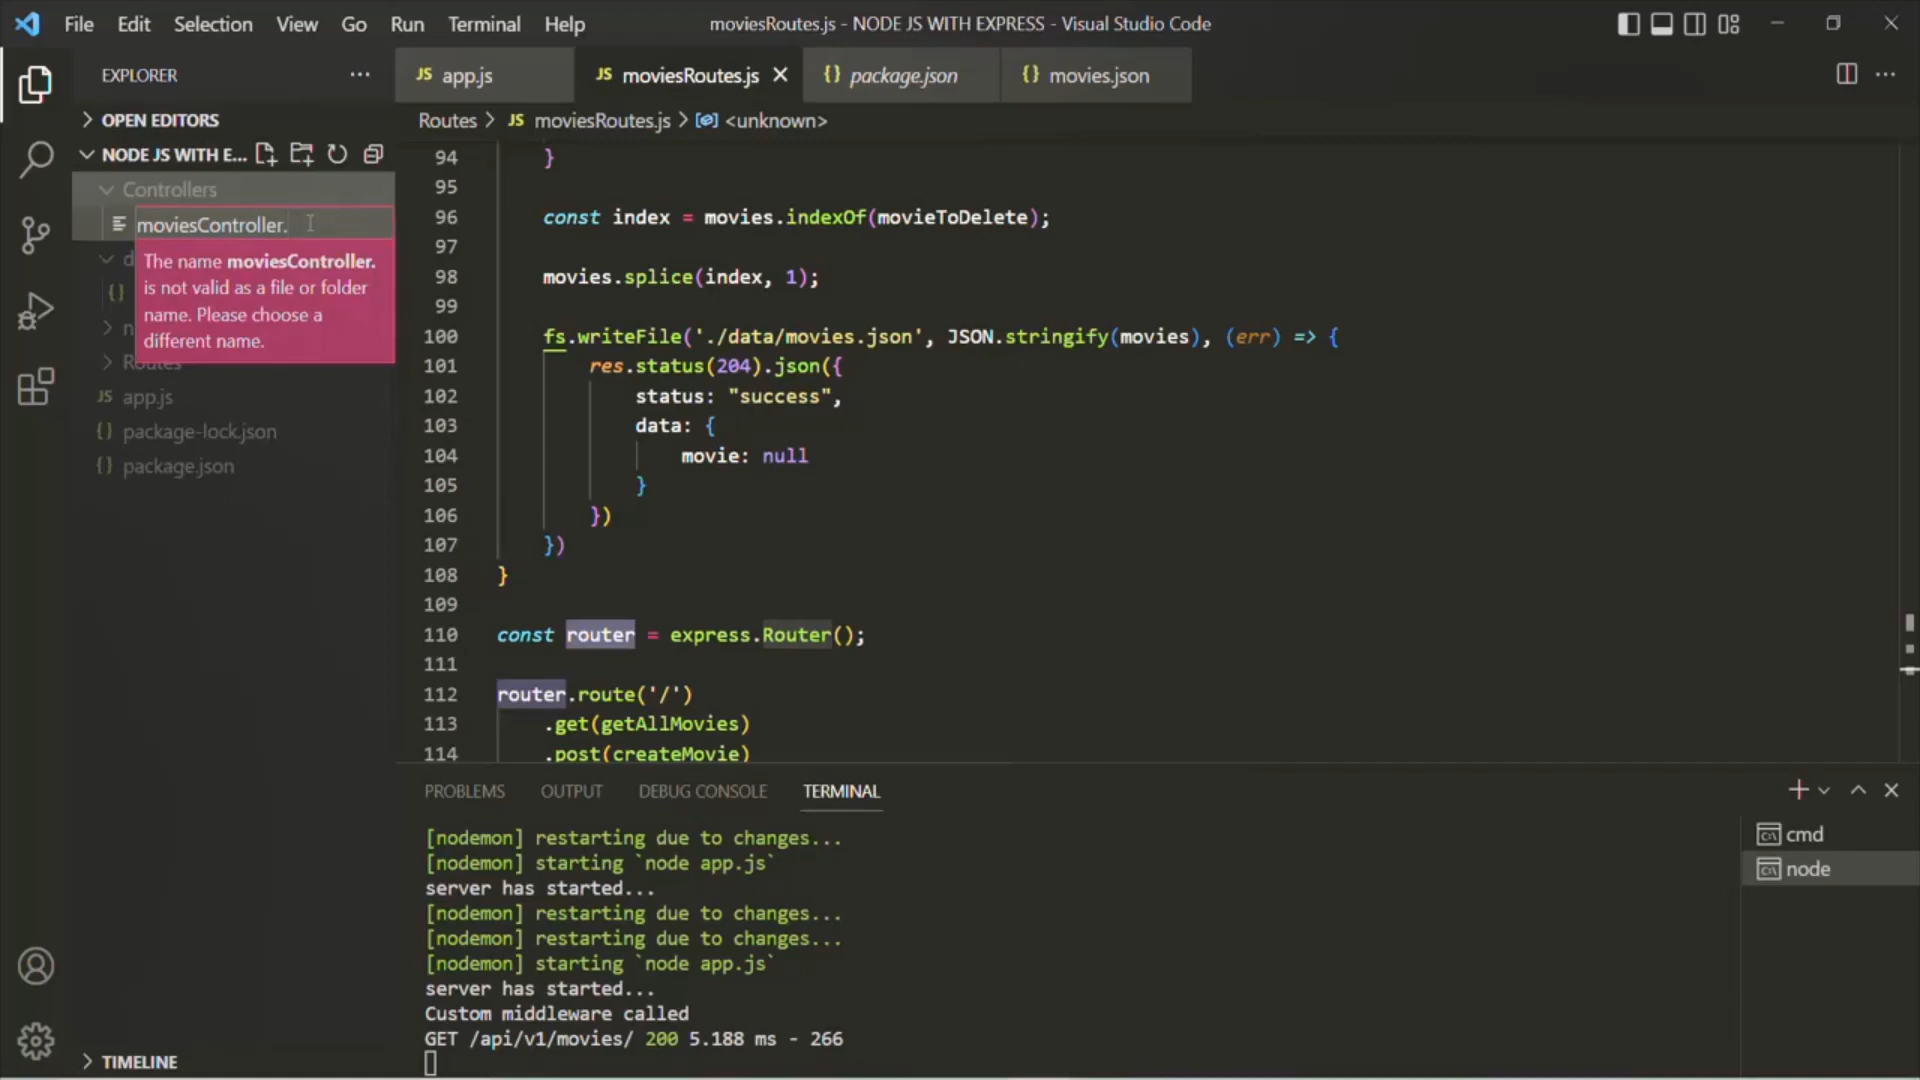 File Edit Selection View Go Run Terminal Help
moviesRoutes.js - NODE JS WITH EXPRESS - Visual Studio Code
EXPLORER
JS app.js
JS moviesRoutes.js
{} package.json
{} movies.json
OPEN EDITORS
Routes > JS moviesRoutes.js > <unknown>
NODE JS WITH E...
Controllers
moviesController.
The name moviesController.
is not valid as a file or folder
name. Please choose a
different name.
d
{}
n
Routes
JS app.js
{} package-lock.json
{} package.json
TIMELINE
94 }
95
96 const index = movies.indexOf(movieToDelete);
97
98 movies.splice(index, 1);
99
100 fs.writeFile('./data/movies.json', JSON.stringify(movies), (err) => {
101 res.status(204).json({
102 status: "success",
103 data: {
104 movie: null
105 }
106 })
107 })
108 }
109
110 const router = express.Router();
111
112 router.route('/')
113 .get(getAllMovies)
114 .post(createMovie)
PROBLEMS OUTPUT DEBUG CONSOLE TERMINAL
[nodemon] restarting due to changes...
[nodemon] starting `node app.js`
server has started...
[nodemon] restarting due to changes...
[nodemon] restarting due to changes...
[nodemon] starting `node app.js`
server has started...
Custom middleware called
GET /api/v1/movies/ 200 5.188 ms - 266
cmd
node